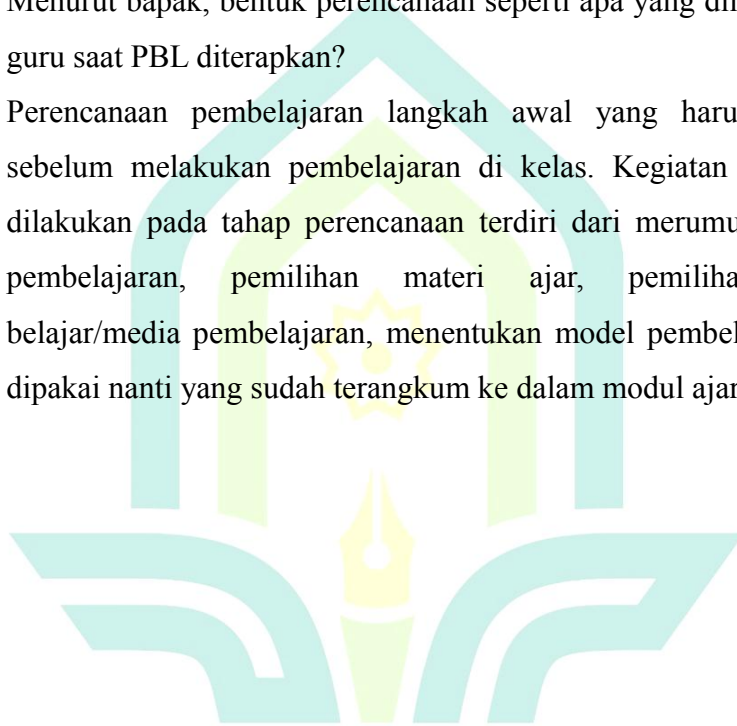 Menurut bapak, bentuk perencanaan seperti apa yang
guru saat PBL diterapkan?
Perencanaan pembelajaran langkah awal yang haru
sebelum melakukan pembelajaran di kelas. Kegiatan
dilakukan pada tahap perencanaan terdiri dari merumu
pembelajaran, pemilihan materi ajar, pemiliha
belajar/media pembelajaran, menentukan model pembel
dipakai nanti yang sudah terangkum ke dalam modul ajar